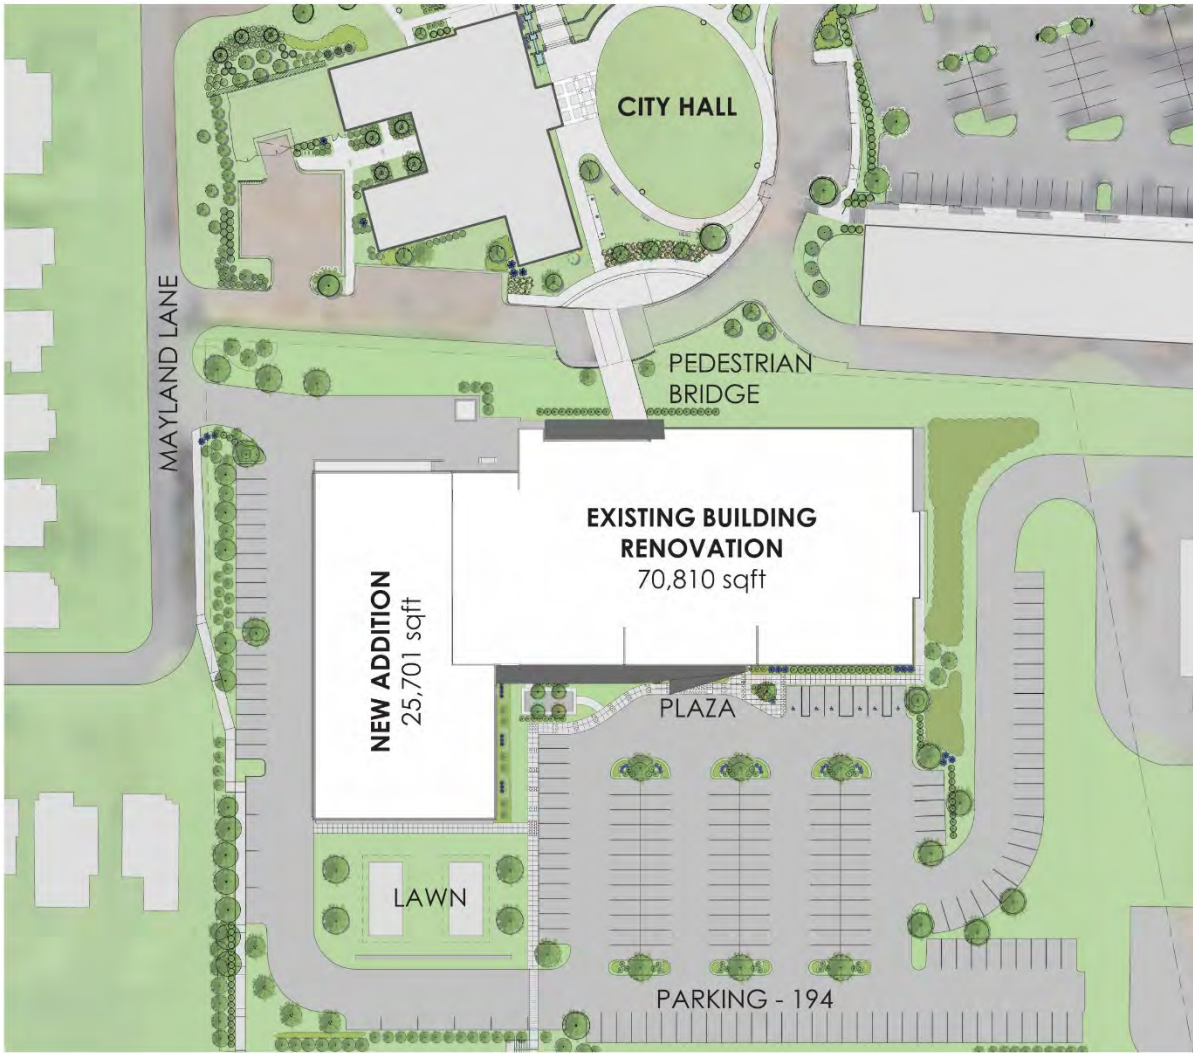 CITY HALL
MAYLAND LANE
PEDESTRIAN
BRIDGE
EXISTING BUILDING
RENOVATION
70,810 sqft
NEW ADDITION
25,701 sqft
PLAZA
LAWN
PARKING - 194